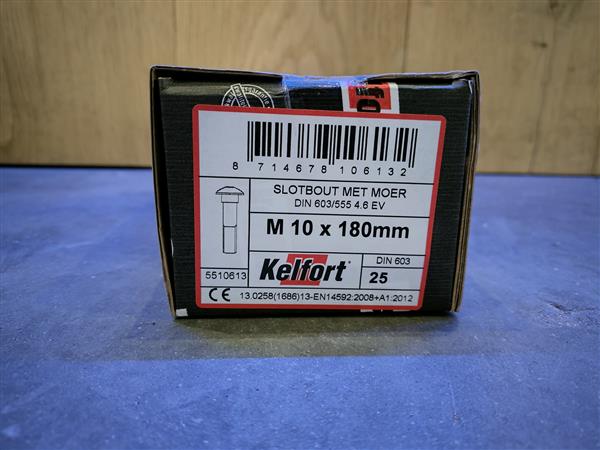 8 714678 106132
SLOTBOUT MET MOER
DIN 603/555 4.6 EV
M 10 x 180mm
5510613
Kelfort®
DIN 603
25
CE 13.0258(1686)13-EN14592:2008+A1:2012